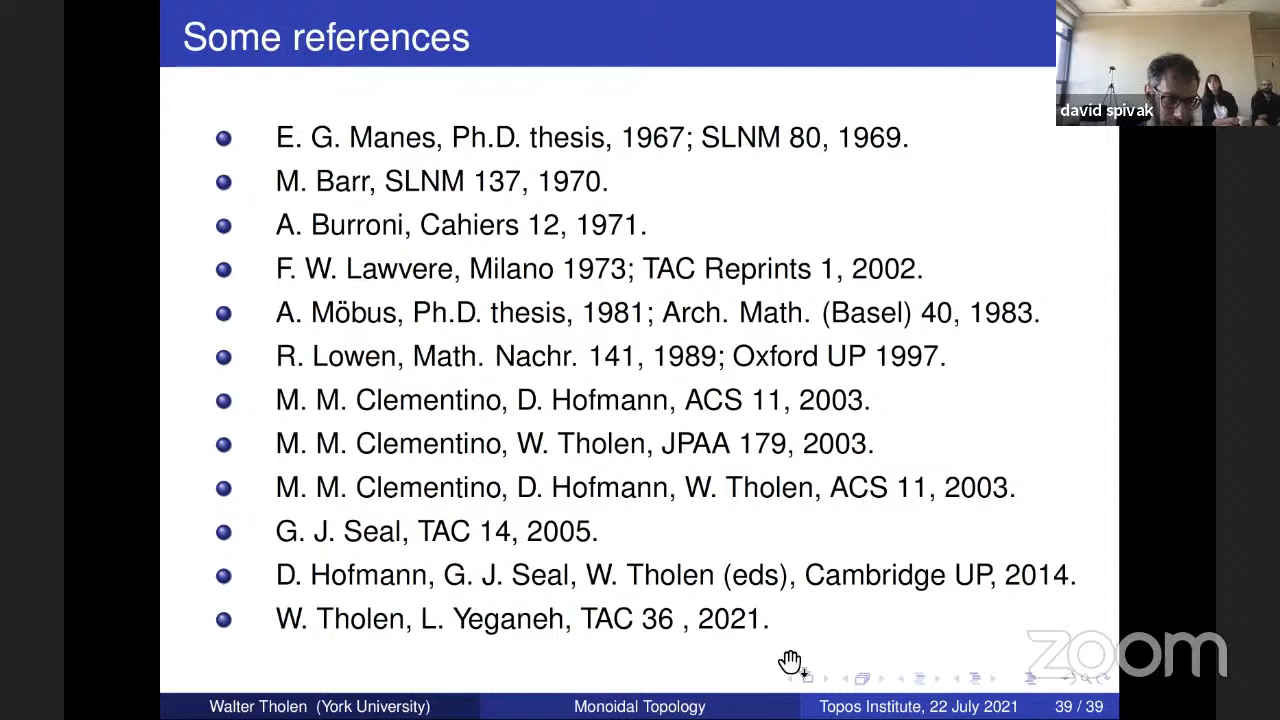 Some references
david spivak
E. G. Manes, Ph.D. thesis, 1967; SLNM 80, 1969.
M. Barr, SLNM 137, 1970.
A. Burroni, Cahiers 12, 1971.
F. W. Lawvere, Milano 1973; TAC Reprints 1, 2002.
A. Möbus, Ph.D. thesis, 1981; Arch. Math. (Basel) 40, 1983.
R. Lowen, Math. Nachr. 141, 1989; Oxford UP 1997.
M. M. Clementino, D. Hofmann, ACS 11, 2003.
M. M. Clementino, W. Tholen, JPAA 179, 2003.
M. M. Clementino, D. Hofmann, W. Tholen, ACS 11, 2003.
G. J. Seal, TAC 14, 2005.
D. Hofmann, G. J. Seal, W. Tholen (eds), Cambridge UP, 2014.
W. Tholen, L. Yeganeh, TAC 36 , 2021.
zoom
Walter Tholen (York University) Monoidal Topology Topos Institute, 22 July 2021 39 / 39